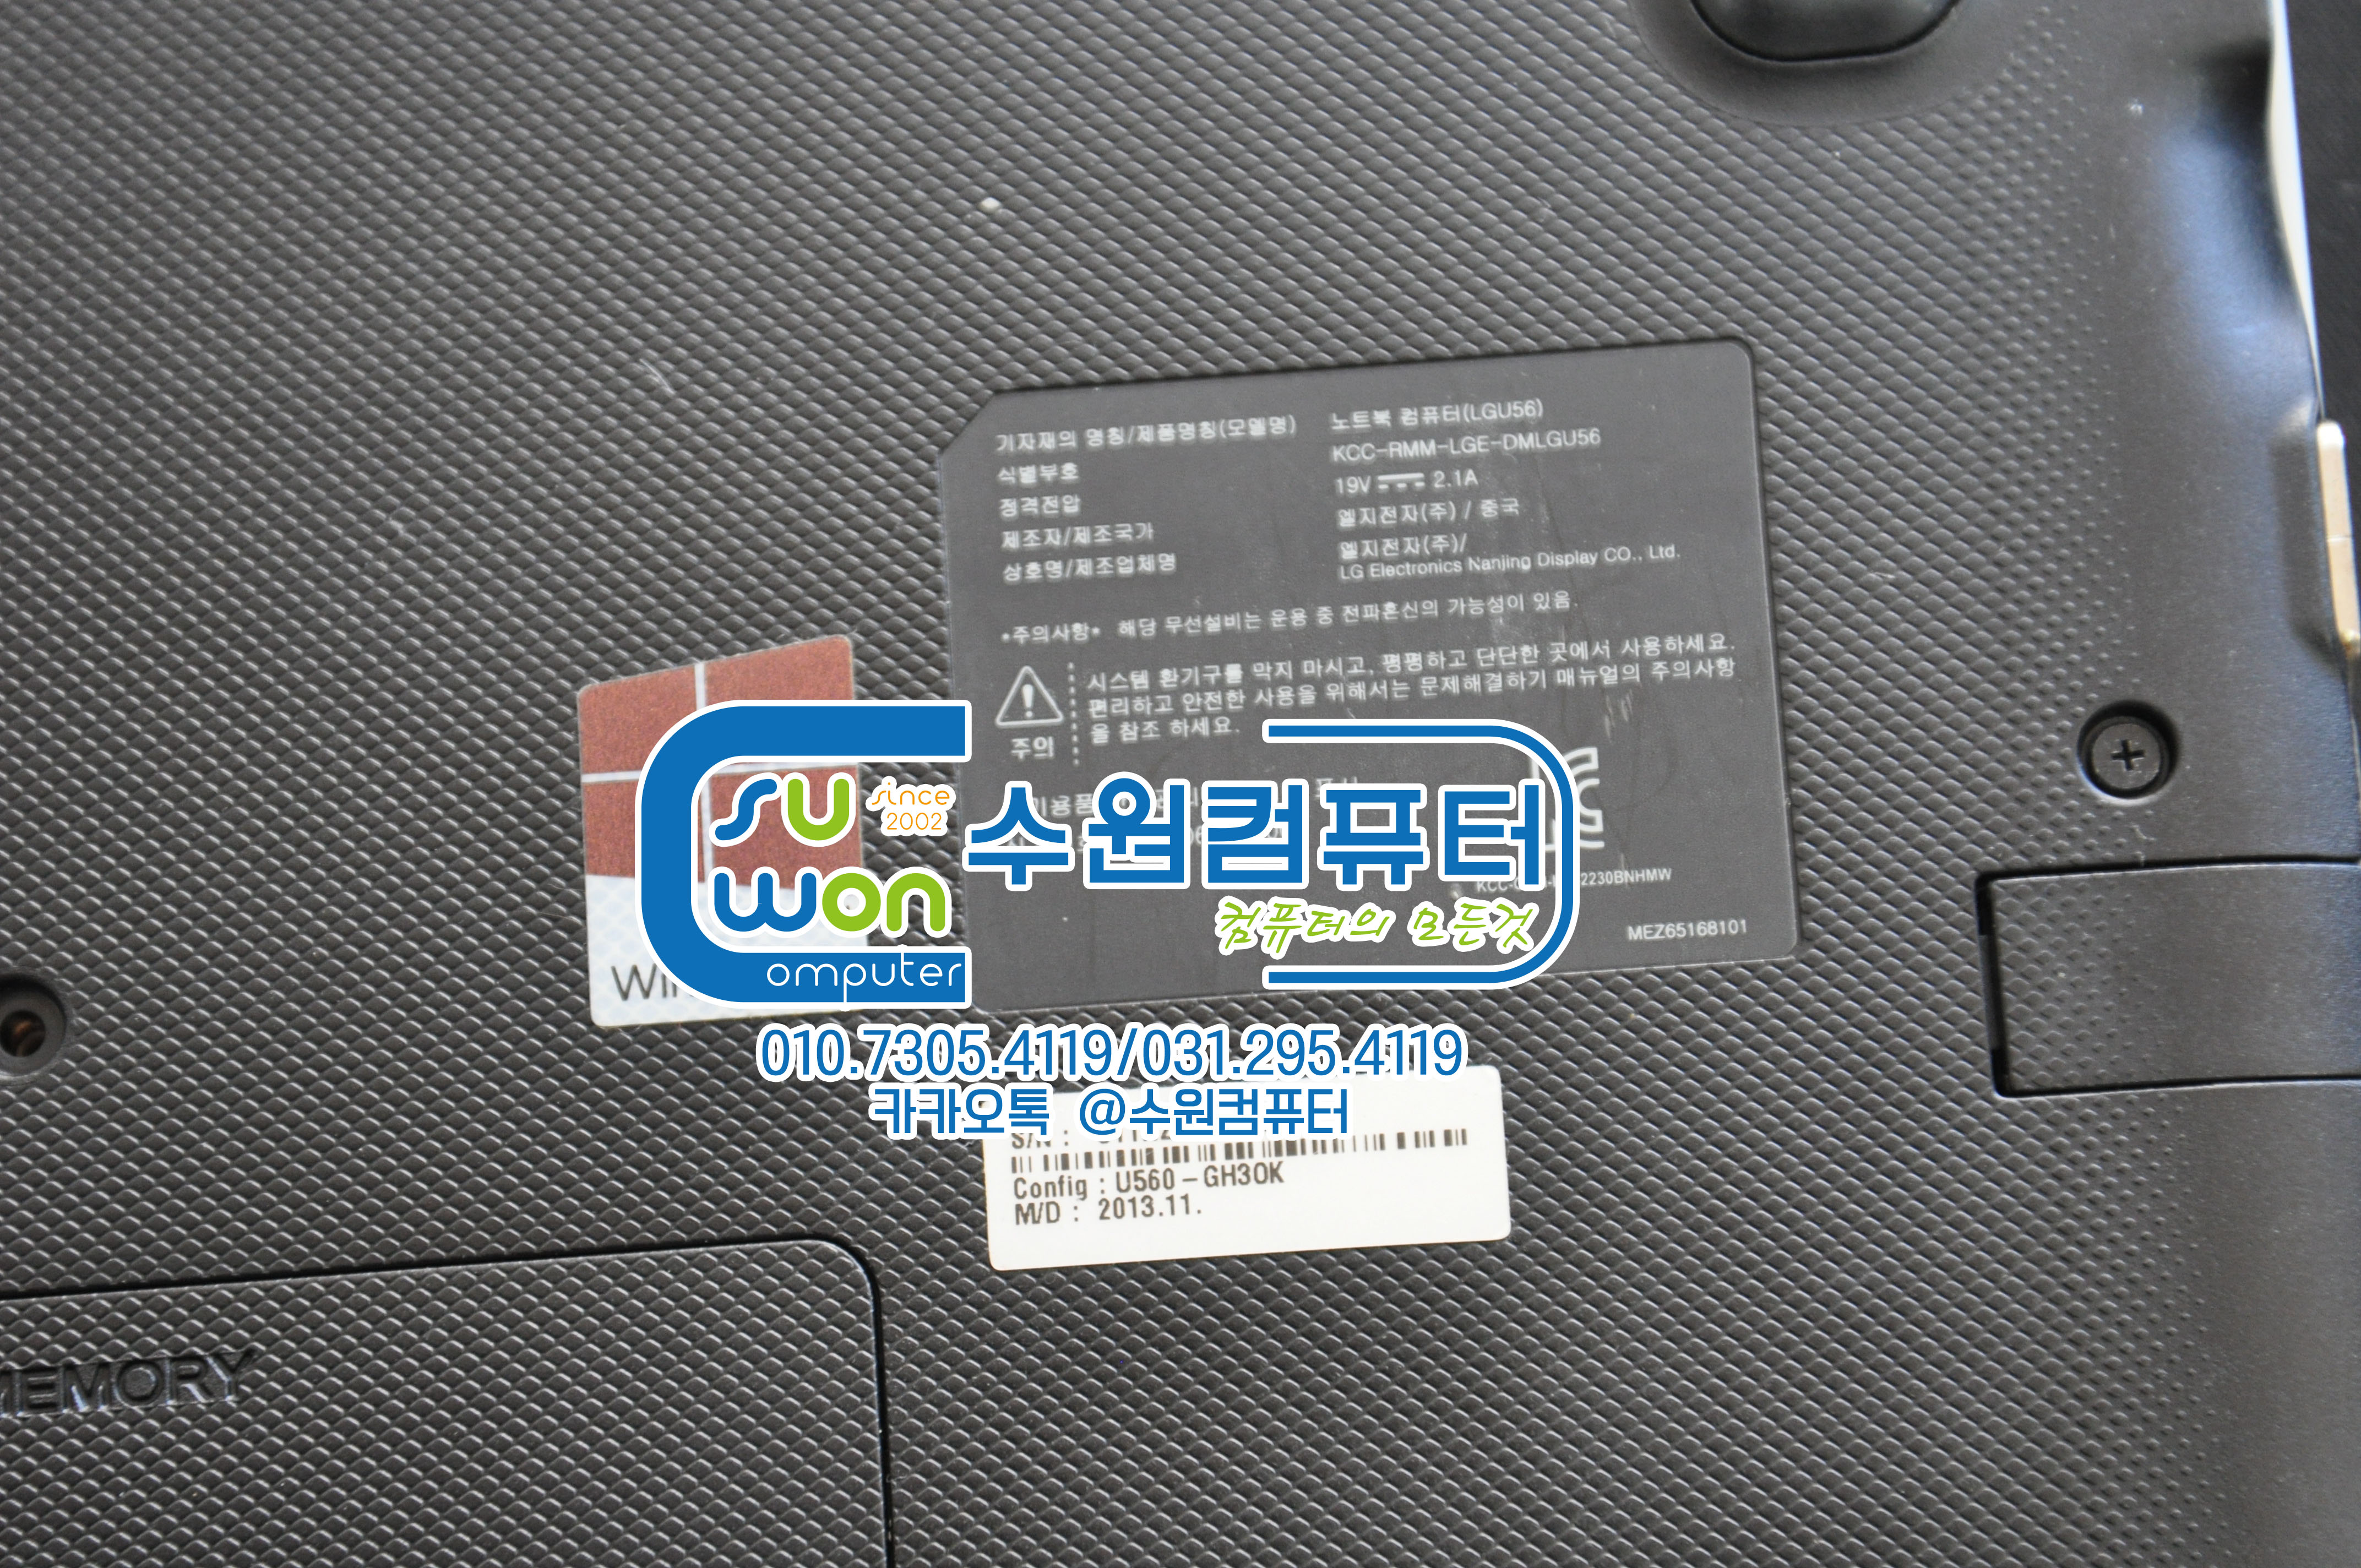 기자재의 명칭/제품명칭(모델명) 노트북 컴퓨터(LGU56)
식별부호 KCC-RMM-LGE-DMLGU56
정격전압 19V 2.1A
제조자/제조국가 엘지전자(주) / 중국
상호명/제조업체명 엘지전자(주)/
LG Electronics Nanjing Display CO., Ltd.
*주의사항* 해당 무선설비는 운용 중 전파혼신의 가능성이 있음.
시스템 환기구를 막지 마시고, 평평하고 단단한 곳에서 사용하세요.
편리하고 안전한 사용을 위해서는 문제해결하기 매뉴얼의 주의사항
을 참조 하세요.
주의
su since
2002
won
Computer
수원컴퓨터
컴퓨터의 모든것
2230BNHMW
MEZ65168101
010.7305.4119/031.295.4119
카카오톡 @수원컴퓨터
S/N :
Config : U560-GH30K
M/D : 2013.11.
MEMORY